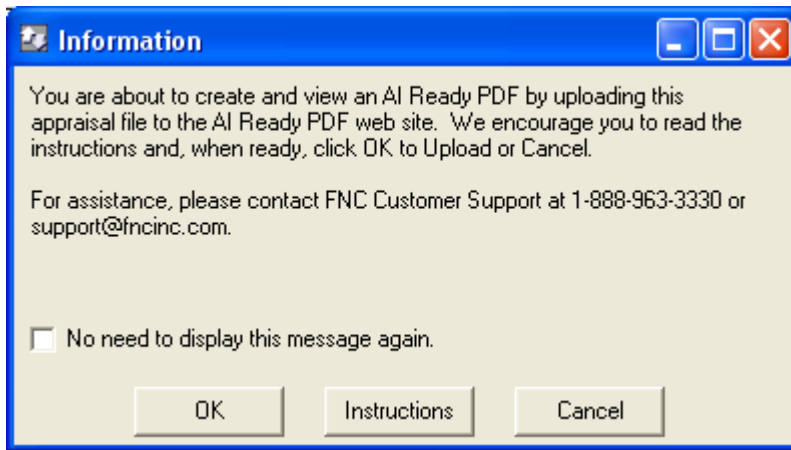 Information
You are about to create and view an AI Ready PDF by uploading this
appraisal file to the AI Ready PDF web site.  We encourage you to read the
instructions and, when ready, click OK to Upload or Cancel.
For assistance, please contact FNC Customer Support at 1-888-963-3330 or
support@fncinc.com.
No need to display this message again.
OK Instructions Cancel